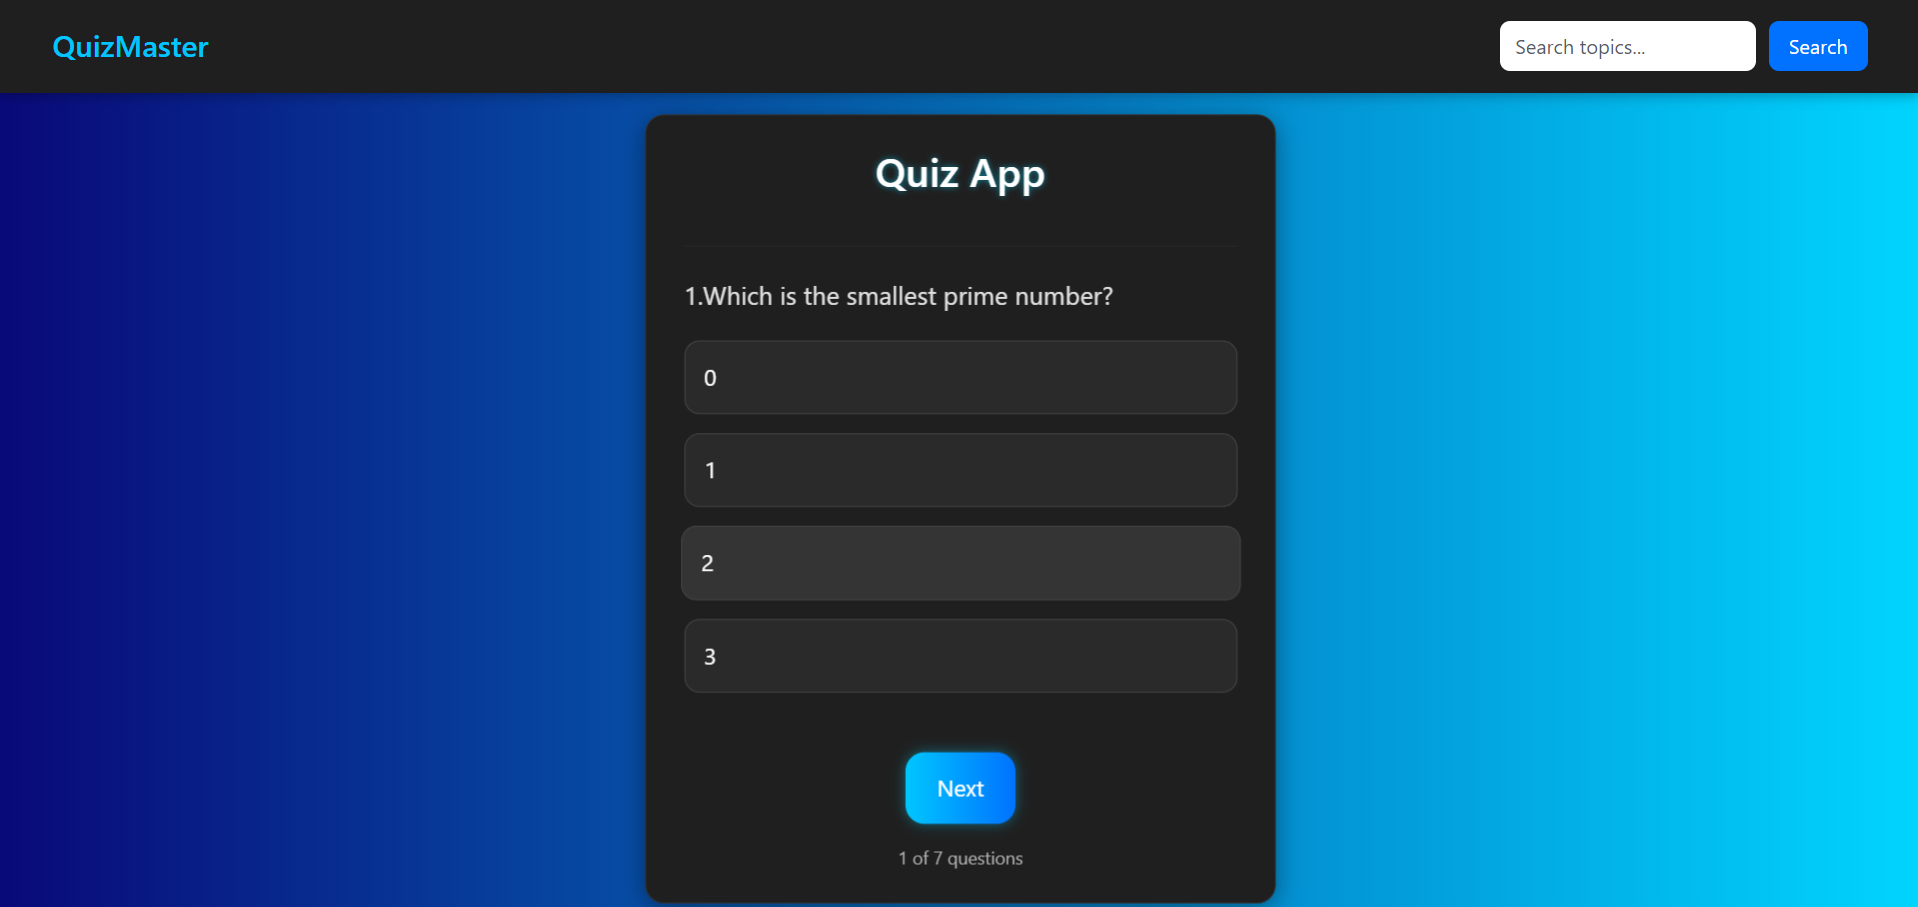 QuizMaster
Search topics...
Search
Quiz App
1.Which is the smallest prime number?
0
1
2
3
Next
1 of 7 questions